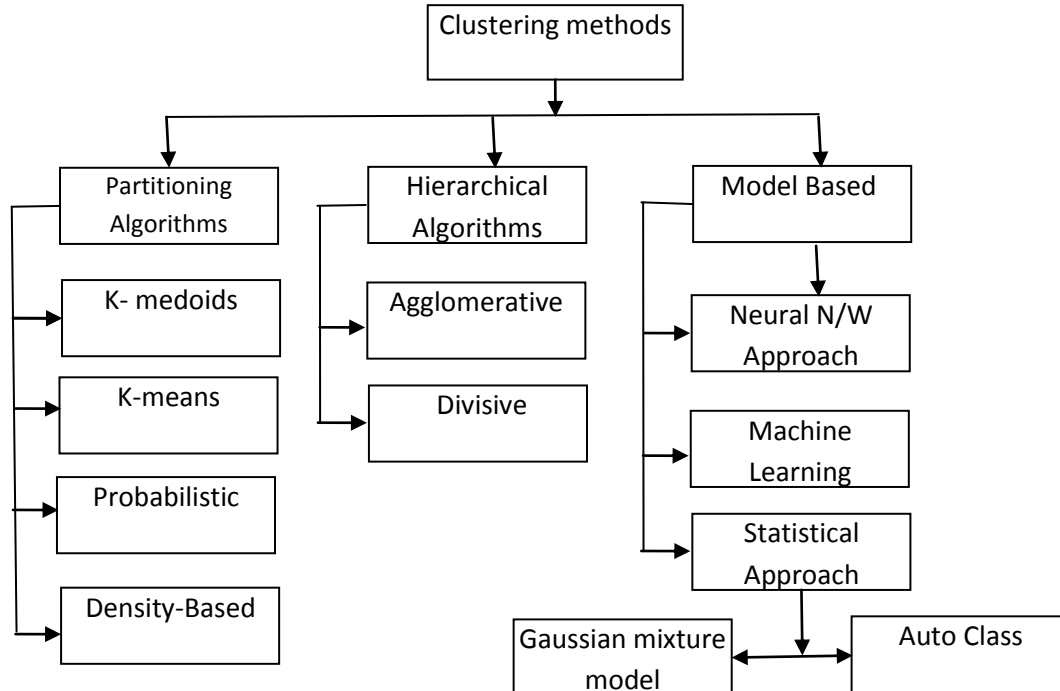 Clustering methods
Partitioning
Algorithms
Hierarchical
Algorithms
Model Based
K- medoids
Agglomerative
Neural N/W
Approach
K-means
Divisive
Machine
Learning
Probabilistic
Statistical
Approach
Density-Based
Gaussian mixture
model
Auto Class